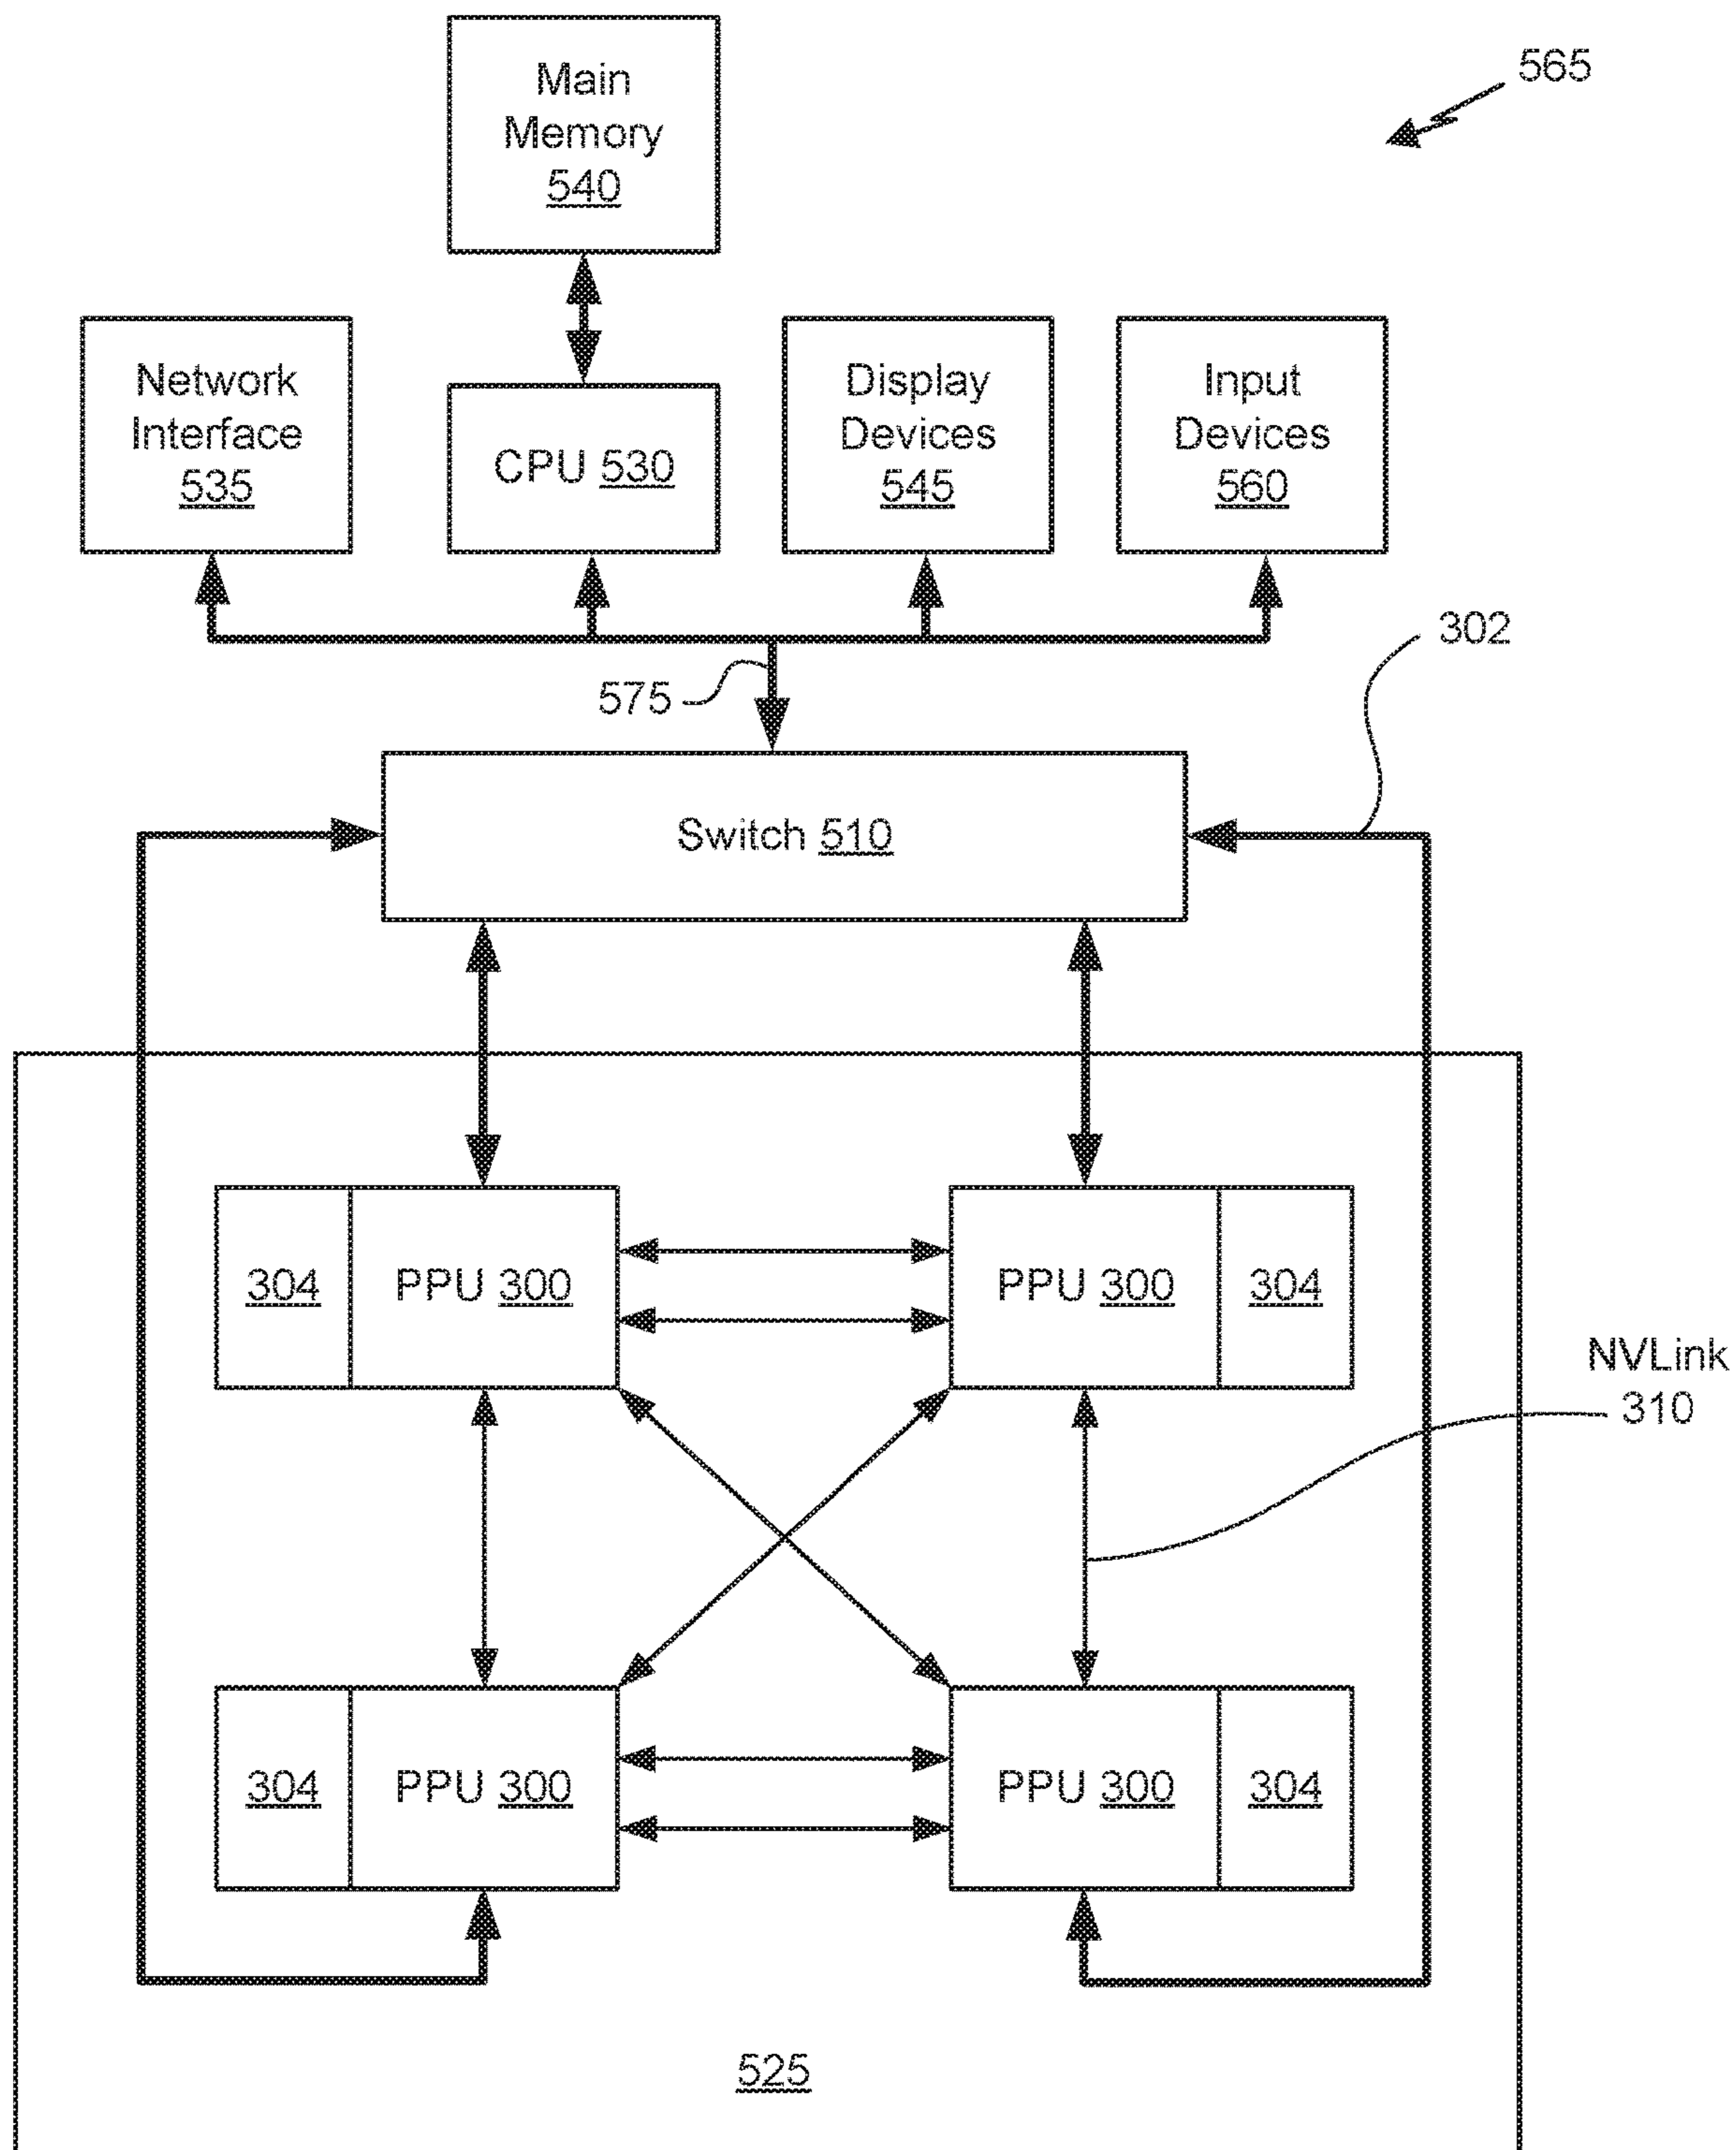 Main
Memory
540
565
Network
Interface
535
CPU 530
Display
Devices
545
Input
Devices
560
302
575
Switch 510
304
PPU 300
PPU 300
304
NVLink
310
304
PPU 300
PPU 300
304
525